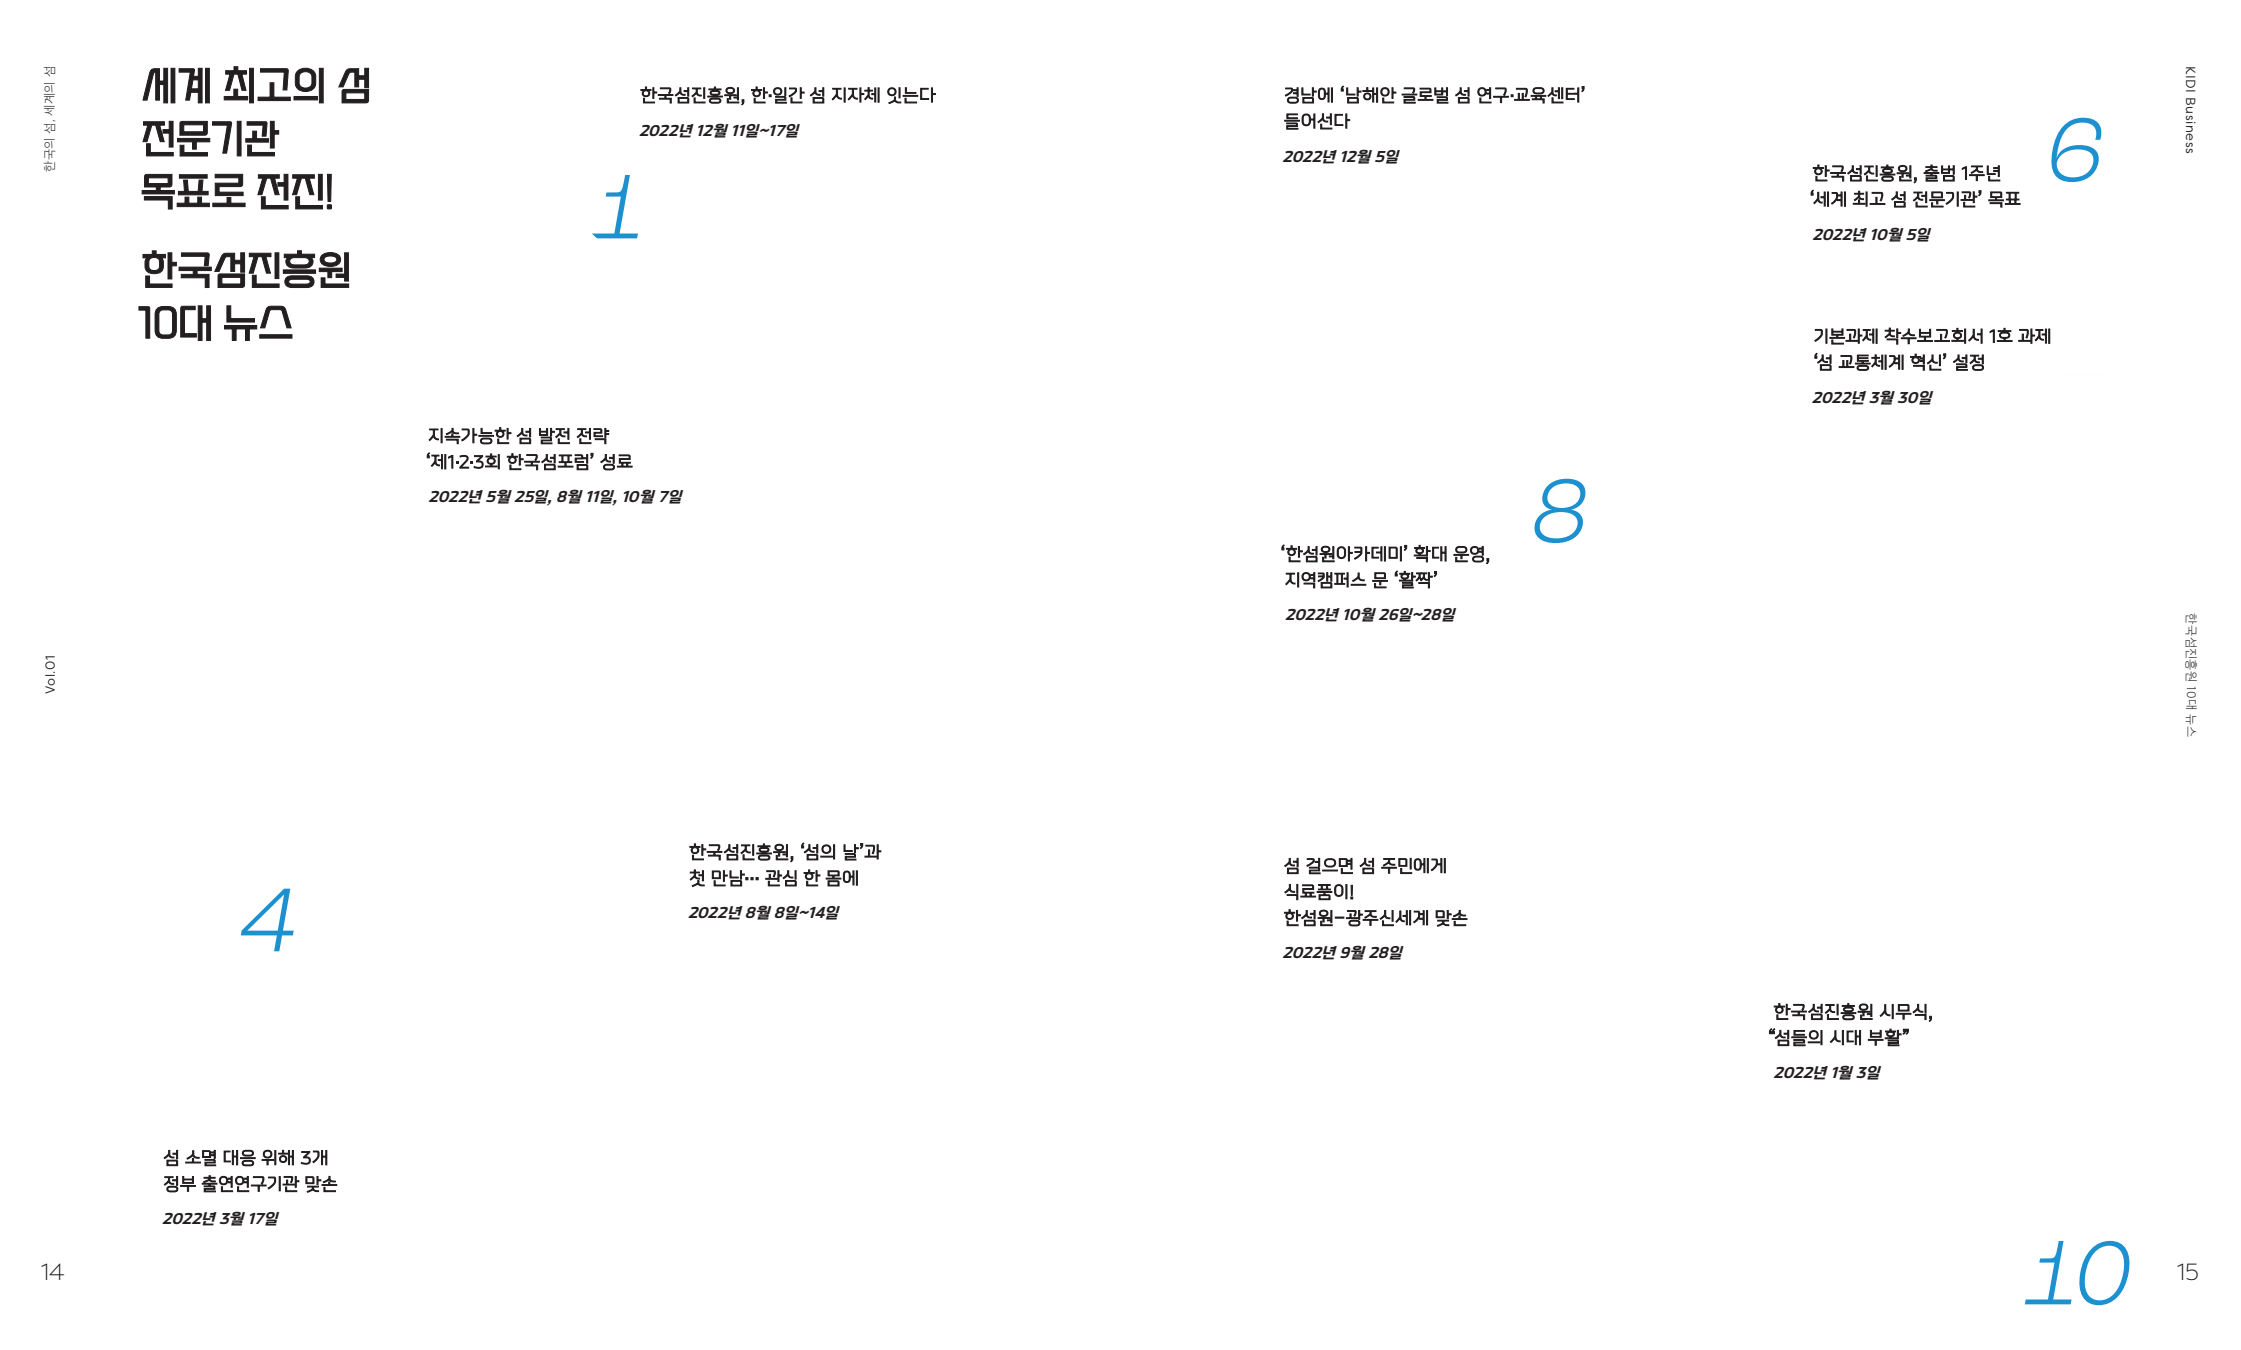 한국의 섬, 세계의 섬
세계 최고의 섬
전문기관
목표로 전진!
한국섬진흥원
10대 뉴스
한국섬진흥원, 한·일간 섬 지자체 잇는다
2022년 12월 11일~17일
1
지속가능한 섬 발전 전략
‘제1·2·3회 한국섬포럼’ 성료
2022년 5월 25일, 8월 11일, 10월 7일
Vol.01
한국섬진흥원, ‘섬의 날’과
첫 만남… 관심 한 몸에
2022년 8월 8일~14일
4
섬 소멸 대응 위해 3개
정부 출연연구기관 맞손
2022년 3월 17일
14
경남에 ‘남해안 글로벌 섬 연구·교육센터’
들어선다
2022년 12월 5일
6
한국섬진흥원, 출범 1주년
‘세계 최고 섬 전문기관’ 목표
2022년 10월 5일
기본과제 착수보고회서 1호 과제
‘섬 교통체계 혁신’ 설정
2022년 3월 30일
8
‘한섬원아카데미’ 확대 운영,
지역캠퍼스 문 ‘활짝’
2022년 10월 26일~28일
섬 걸으면 섬 주민에게
식료품이!
한섬원-광주신세계 맞손
2022년 9월 28일
한국섬진흥원 시무식,
“섬들의 시대 부활”
2022년 1월 3일
10
KIDI Business
한국섬진흥원 10대 뉴스
15